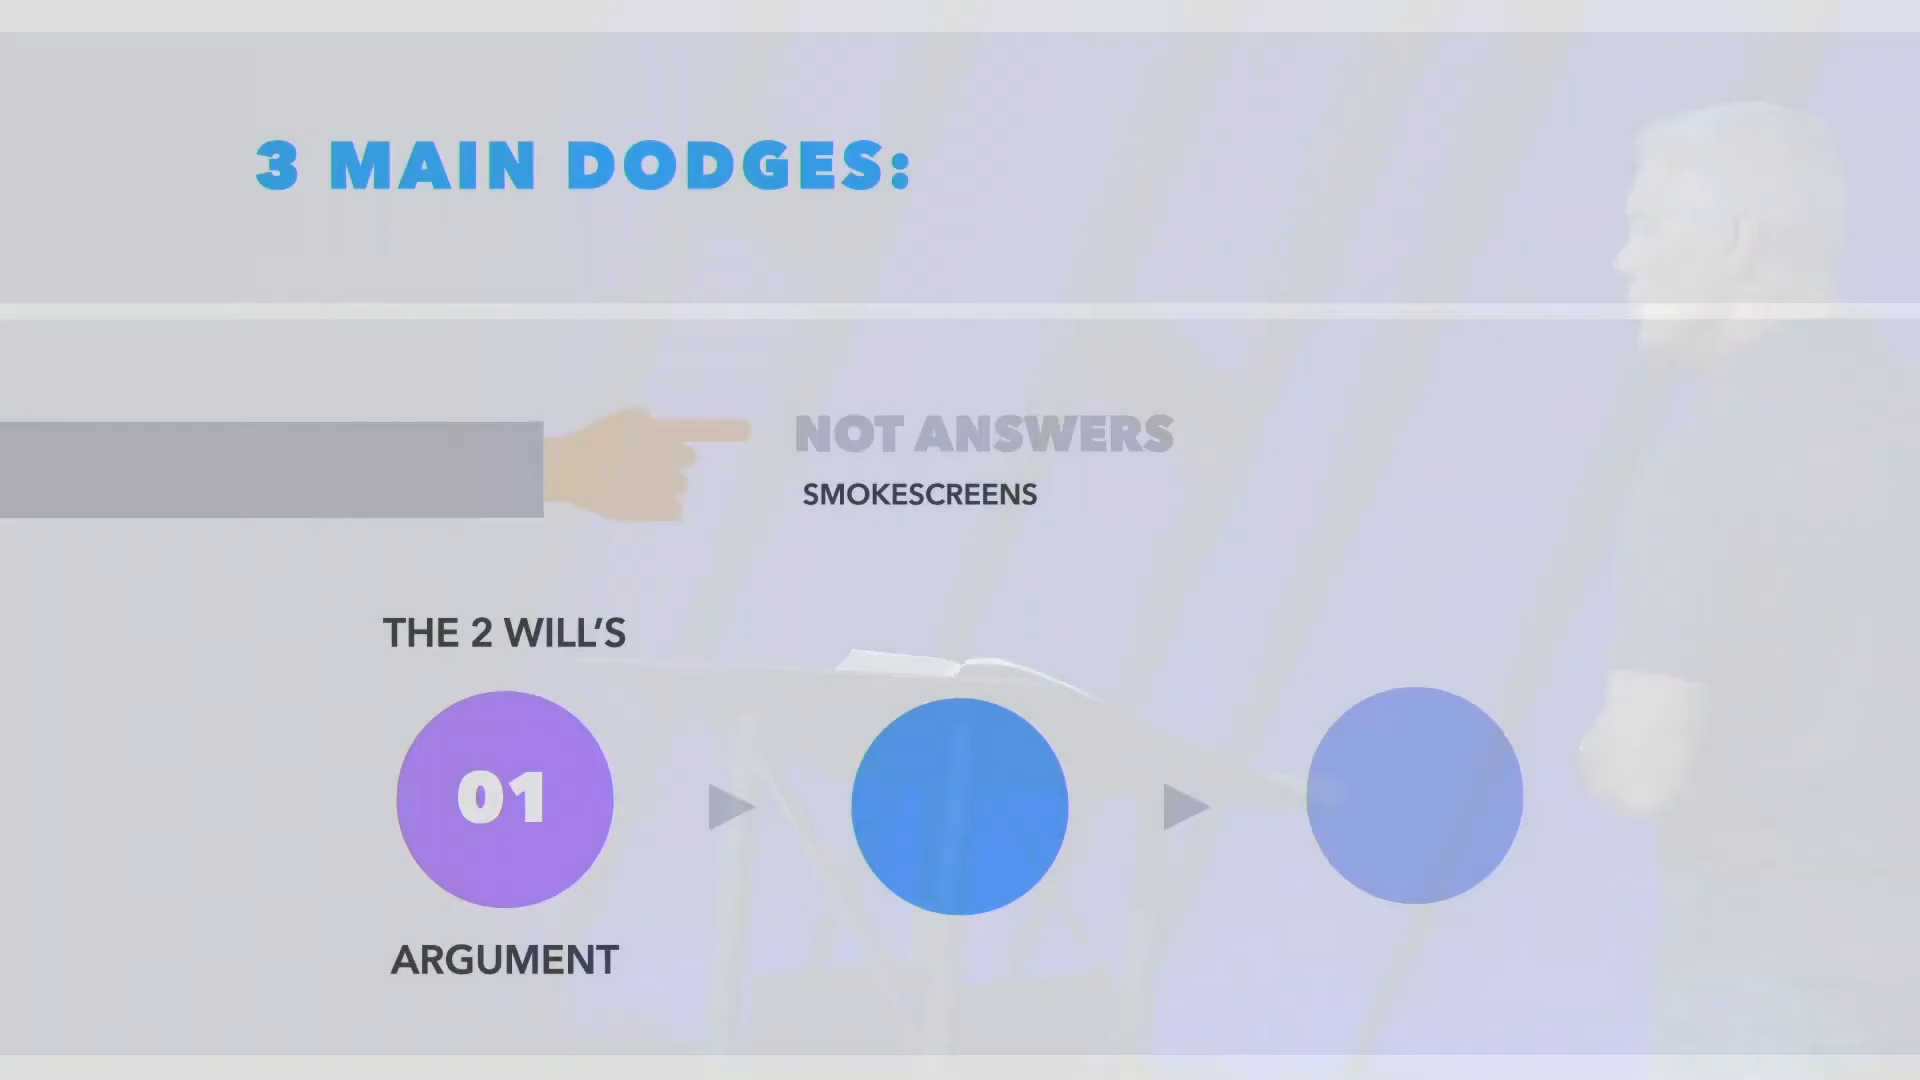 3 MAIN DODGES:
NOT ANSWERS
SMOKESCREENS
THE 2 WILL’S
01
ARGUMENT